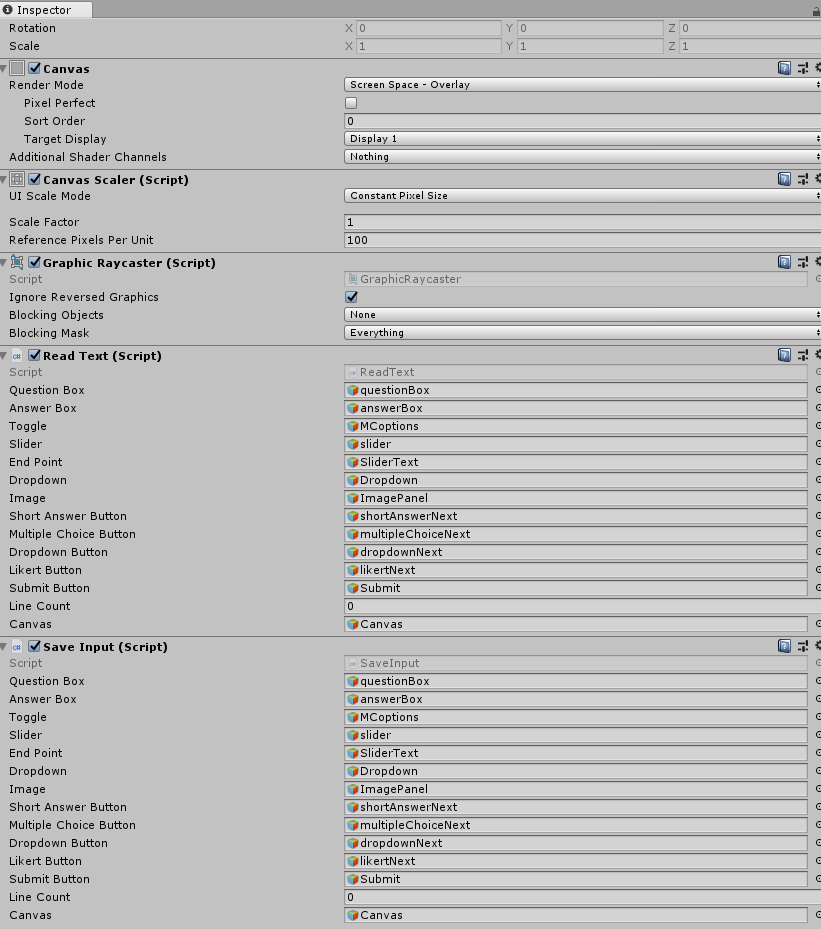 Inspector
Rotation X 0 Y 0 Z 0
Scale X 1 Y 1 Z 1
Canvas
Render Mode Screen Space - Overlay
Pixel Perfect
Sort Order 0
Target Display Display 1
Additional Shader Channels Nothing
Canvas Scaler (Script)
UI Scale Mode Constant Pixel Size
Scale Factor 1
Reference Pixels Per Unit 100
Graphic Raycaster (Script)
Script GraphicRaycaster
Ignore Reversed Graphics
Blocking Objects None
Blocking Mask Everything
C# Read Text (Script)
Script ReadText
Question Box questionBox
Answer Box answerBox
Toggle MCoptions
Slider slider
End Point SliderText
Dropdown Dropdown
Image ImagePanel
Short Answer Button shortAnswerNext
Multiple Choice Button multipleChoiceNext
Dropdown Button dropdownNext
Likert Button likertNext
Submit Button Submit
Line Count 0
Canvas Canvas
C# Save Input (Script)
Script SaveInput
Question Box questionBox
Answer Box answerBox
Toggle MCoptions
Slider slider
End Point SliderText
Dropdown Dropdown
Image ImagePanel
Short Answer Button shortAnswerNext
Multiple Choice Button multipleChoiceNext
Dropdown Button dropdownNext
Likert Button likertNext
Submit Button Submit
Line Count 0
Canvas Canvas